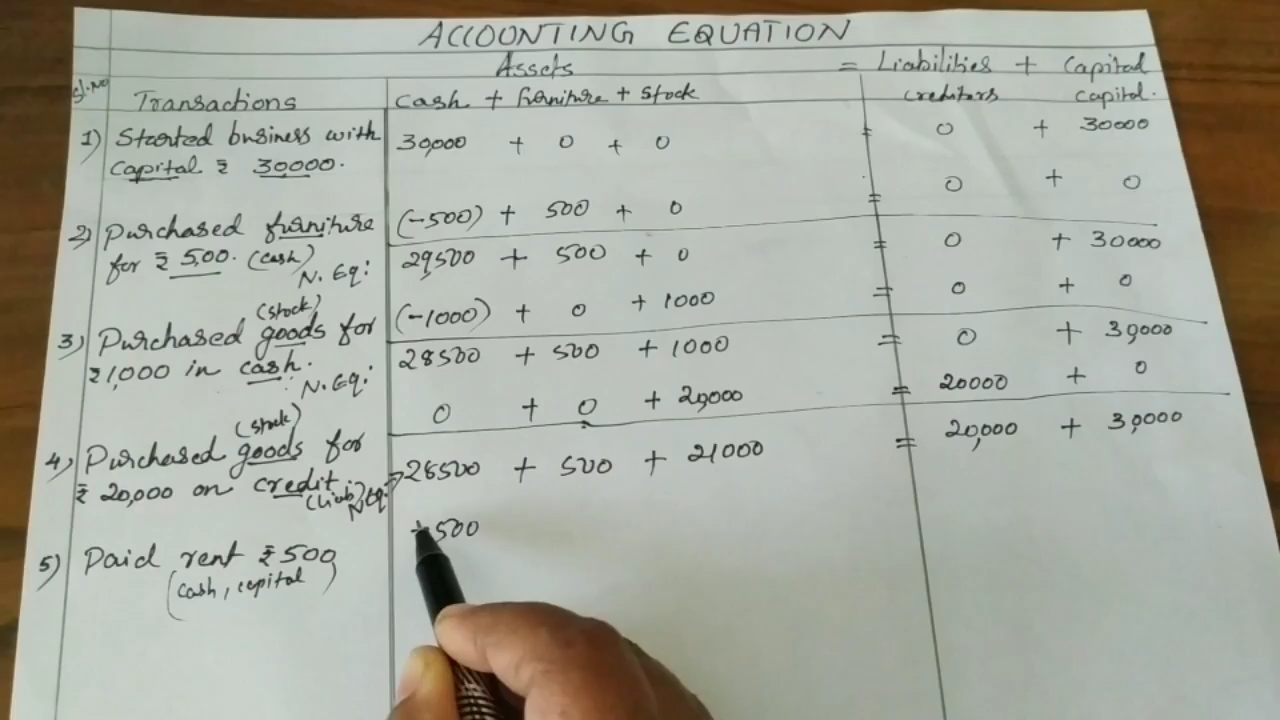 ACCOUNTING EQUATION
Assets = Liabilities + Capital
Sl.No Transactions Cash + furniture + Stock creditors capital.
1) Started business with 30,000 + 0 + 0 = 0 + 30000
Capital ₹ 30000.
(-500) + 500 + 0 = 0 + 0
2) Purchased furniture
for ₹ 500. (cash) 29,500 + 500 + 0 = 0 + 30000
N. Eq:
(stock) (-1000) + 0 + 1000 = 0 + 0
3) Purchased goods for
₹1,000 in cash. 28500 + 500 + 1000 = 0 + 30000
N. Eq:
(stock) 0 + 0 + 20,000 = 20000 + 0
4) Purchased goods for 28500 + 500 + 21000 = 20,000 + 30000
₹ 20,000 on credit
(Liab) N.Eq:
500
5) Paid rent ₹500
(cash, capital)